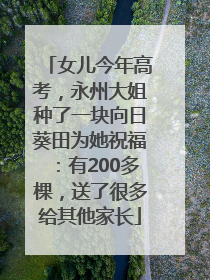 「女儿今年高
考，永州大姐
种了一块向日
葵田为她祝福
：有200多
棵，送了很多
给其他家长」